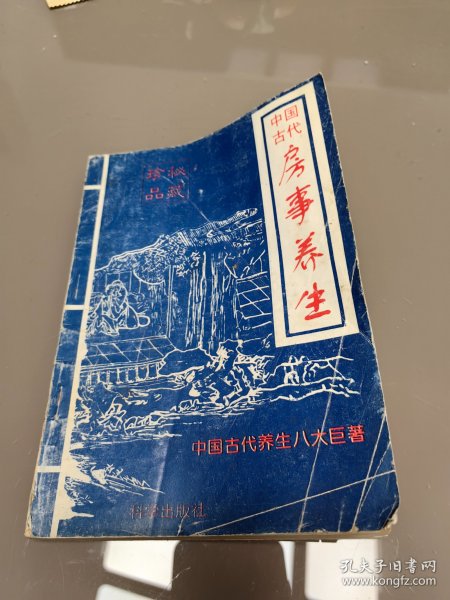 中国
古代
房事养生
秘藏
珍品
中国古代养生八大巨著
科学出版社
孔夫子旧书网
www.kongfz.com